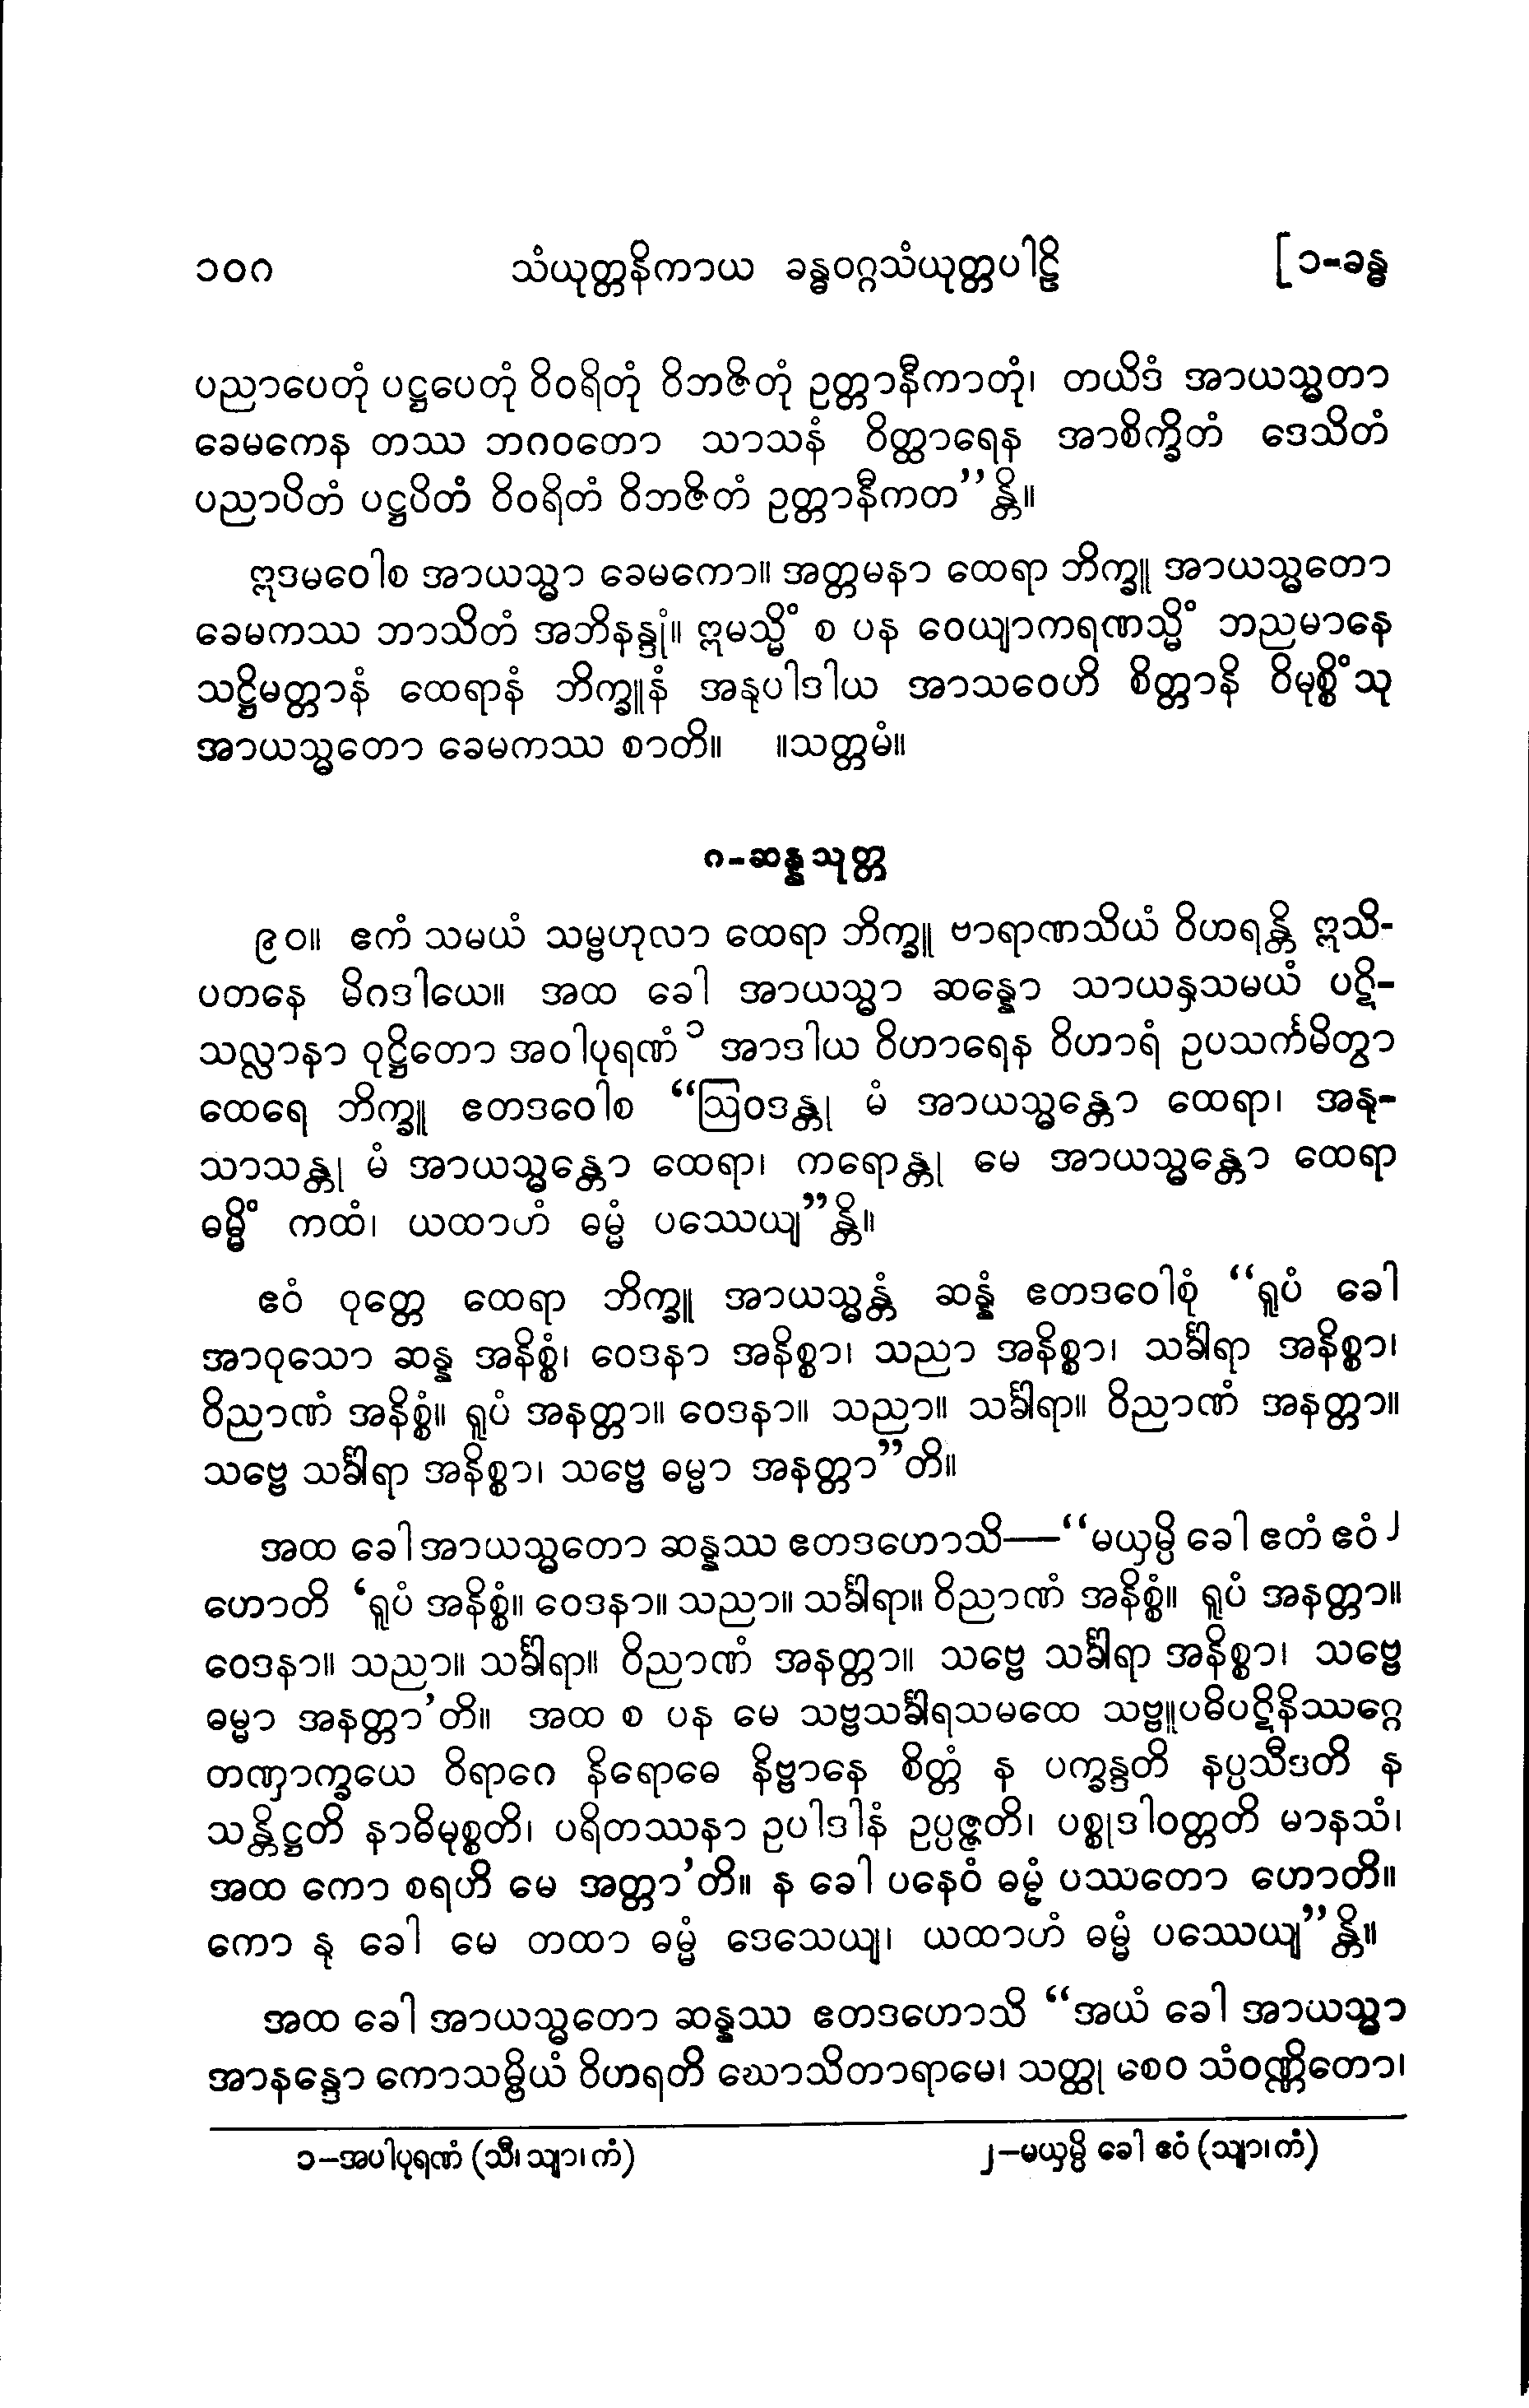 ၁၀ဂ သံယုတ္တနိကာယ ခန္ဓဝဂ္ဂသံယုတ္တပါဠိ [၁-ခန္ဓ
ပညာပေတုံ ပဋ္ဌပေတုံ ဝိဝရိတုံ ဝိဘဇိတုံ ဥတ္တာနီကာတုံ၊ တယိဒံ အာယသ္မတာ
ခေမကေန တဿ ဘဂဝတော သာသနံ ဝိတ္ထာရေန အာစိက္ခိတံ ဒေသိတံ
ပညာပိတံ ပဋ္ဌပိတံ ဝိဝရိတံ ဝိဘဇိတံ ဥတ္တာနီကတ”န္တိ။
ဣဒမဝေါစ အာယသ္မာ ခေမကော။ အတ္တမနာ ထေရာ ဘိက္ခူ အာယသ္မတော
ခေမကဿ ဘာသိတံ အဘိနန္ဒုံ။ ဣမသ္မိံ စ ပန ဝေယျာကရဏသ္မိံ ဘညမာနေ
သဋ္ဌိမတ္တာနံ ထေရာနံ ဘိက္ခူနံ အနုပါဒါယ အာသဝေဟိ စိတ္တာနိ ဝိမုစ္စိံသု
အာယသ္မတော ခေမကဿ စာတိ။ ။သတ္တမံ။
ဂ-ဆန္နသုတ္တ
၉၀။ ဧကံ သမယံ သမ္ဗဟုလာ ထေရာ ဘိက္ခူ ဗာရာဏသိယံ ဝိဟရန္တိ ဣသိ-
ပတနေ မိဂဒါယေ။ အထ ခေါ အာယသ္မာ ဆန္နော သာယနှသမယံ ပဋိ-
သလ္လာနာ ဝုဋ္ဌိတော အဝါပုရဏံ၁ အာဒါယ ဝိဟာရေန ဝိဟာရံ ဥပသင်္ကမိတွာ
ထေရေ ဘိက္ခူ ဧတဒဝေါစ “ဩဝဒန္တု မံ အာယသ္မန္တော ထေရာ၊ အနု-
သာသန္တု မံ အာယသ္မန္တော ထေရာ၊ ကရောန္တု မေ အာယသ္မန္တော ထေရာ
ဓမ္မိံ ကထံ၊ ယထာဟံ ဓမ္မံ ပဿေယျ”န္တိ။
ဧဝံ ဝုတ္တေ ထေရာ ဘိက္ခူ အာယသ္မန္တံ ဆန္နံ ဧတဒဝေါစုံ “ရူပံ ခေါ
အာဝုသော ဆန္န အနိစ္စံ၊ ဝေဒနာ အနိစ္စာ၊ သညာ အနိစ္စာ၊ သင်္ခါရာ အနိစ္စာ၊
ဝိညာဏံ အနိစ္စံ။ ရူပံ အနတ္တာ။ ဝေဒနာ။ သညာ။ သင်္ခါရာ။ ဝိညာဏံ အနတ္တာ။
သဗ္ဗေ သင်္ခါရာ အနိစ္စာ၊ သဗ္ဗေ ဓမ္မာ အနတ္တာ”တိ။
အထ ခေါ အာယသ္မတော ဆန္နဿ ဧတဒဟောသိ—“မယှမ္ပိ ခေါ ဧတံ ဧဝံ၂
ဟောတိ ‘ရူပံ အနိစ္စံ။ ဝေဒနာ။ သညာ။ သင်္ခါရာ။ ဝိညာဏံ အနိစ္စံ။ ရူပံ အနတ္တာ။
ဝေဒနာ။ သညာ။ သင်္ခါရာ။ ဝိညာဏံ အနတ္တာ။ သဗ္ဗေ သင်္ခါရာ အနိစ္စာ၊ သဗ္ဗေ
ဓမ္မာ အနတ္တာ’တိ။ အထ စ ပန မေ သဗ္ဗသင်္ခါရသမထေ သဗ္ဗူပဓိပဋိနိဿဂ္ဂေ
တဏှာက္ခယေ ဝိရာဂေ နိရောဓေ နိဗ္ဗာနေ စိတ္တံ န ပက္ခန္ဒတိ နပ္ပသီဒတိ န
သန္တိဋ္ဌတိ နာဓိမုစ္စတိ၊ ပရိတဿနာ ဥပါဒါနံ ဥပ္ပဇ္ဇတိ၊ ပစ္စုဒါဝတ္တတိ မာနသံ၊
အထ ကော စရဟိ မေ အတ္တာ’တိ။ န ခေါ ပနေဝံ ဓမ္မံ ပဿတော ဟောတိ။
ကော နု ခေါ မေ တထာ ဓမ္မံ ဒေသေယျ၊ ယထာဟံ ဓမ္မံ ပဿေယျ”န္တိ။
အထ ခေါ အာယသ္မတော ဆန္နဿ ဧတဒဟောသိ “အယံ ခေါ အာယသ္မာ
အာနန္ဒော ကောသမ္ဗိယံ ဝိဟရတိ ဃောသိတာရာမေ၊ သတ္ထု စေဝ သံဝဏ္ဏိတော၊
၁–အပါပုရဏံ (သီ၊ သျာ၊ ကံ) ၂–မယှမ္ပိ ခေါ ဧဝံ (သျာ၊ ကံ)